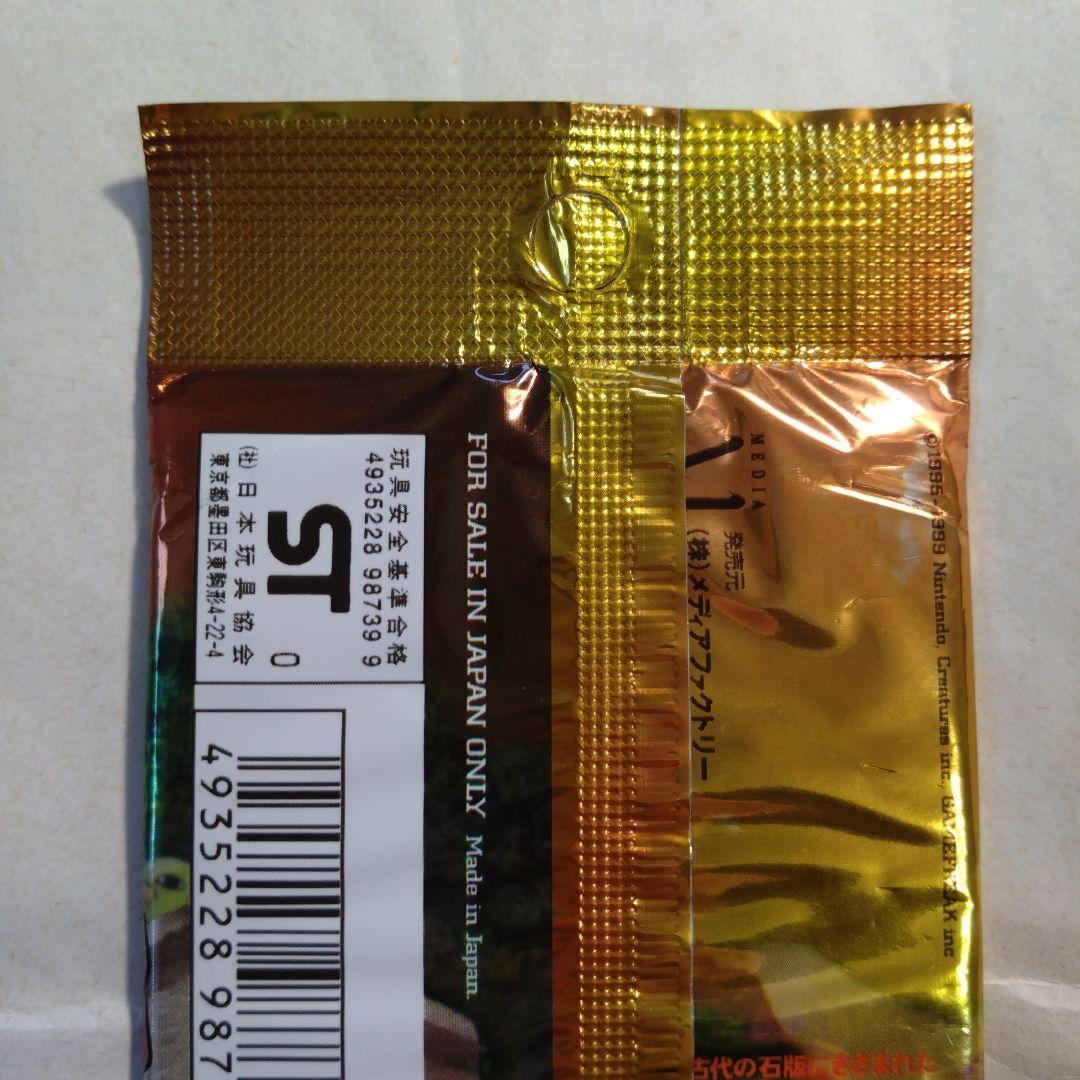 玩具安全基準合格
4935228 98739 9
ST
0
(社)日本玩具協会
東京都墨田区東駒形4-22-4
4935228 987
FOR SALE IN JAPAN ONLY Made in Japan.
MEDIA
発売元
(株)メディアファクトリー
©1995-1999 Nintendo, Creatures inc., GAMEFREAK inc
古代の石版にきざまれた